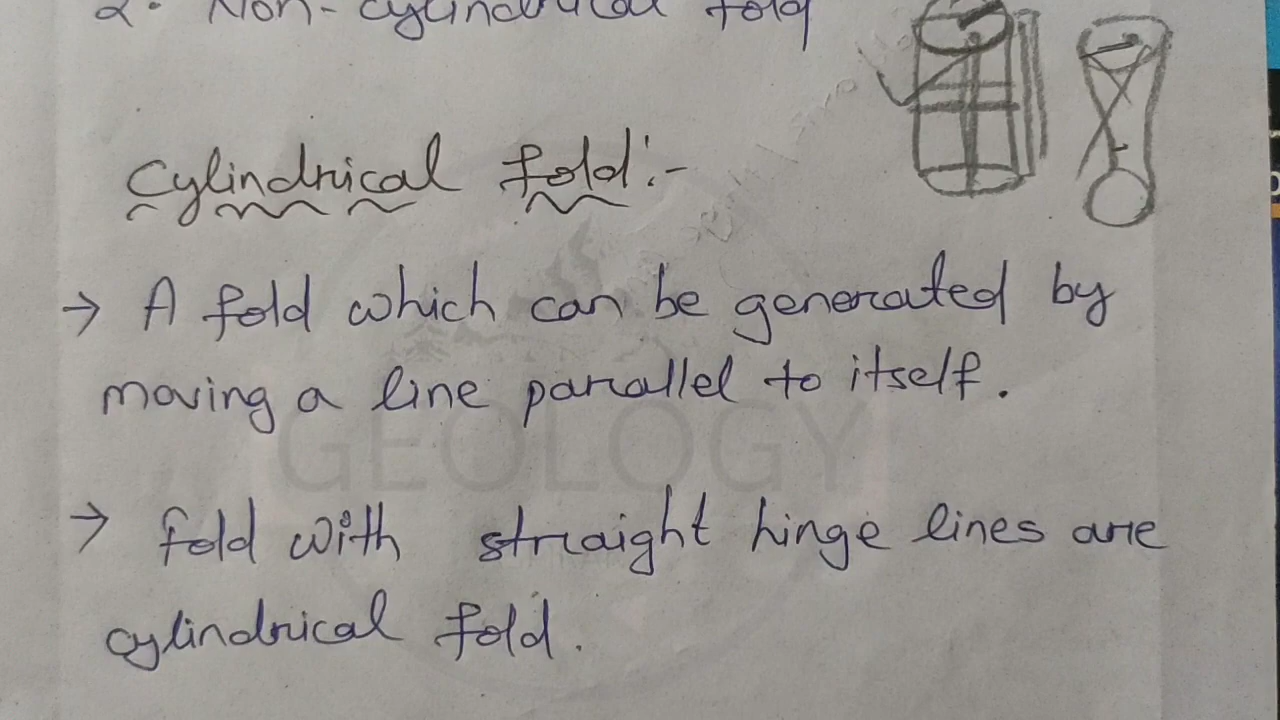 2. Non-cylindrical fold
Cylindrical fold:-
→ A fold which can be generated by
moving a line parallel to itself.
GEOLOGY
→ fold with straight hinge lines are
cylindrical fold.